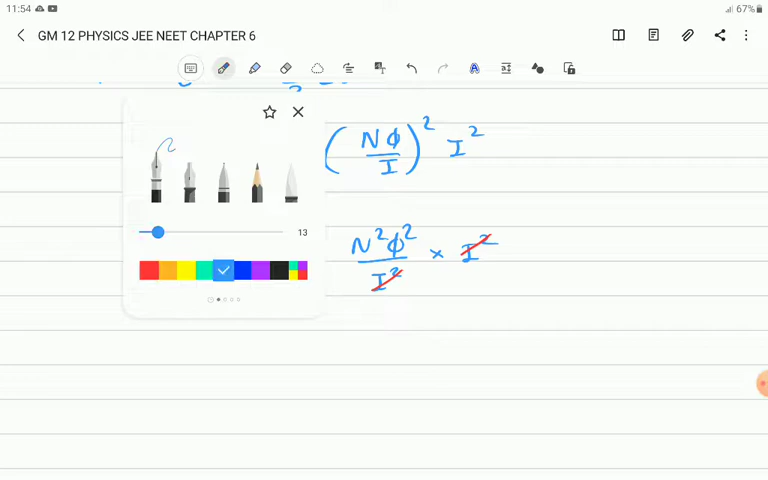 11:54 67%
GM 12 PHYSICS JEE NEET CHAPTER 6
(NΦ/I)² I²
13
N²Φ²/I² × I²